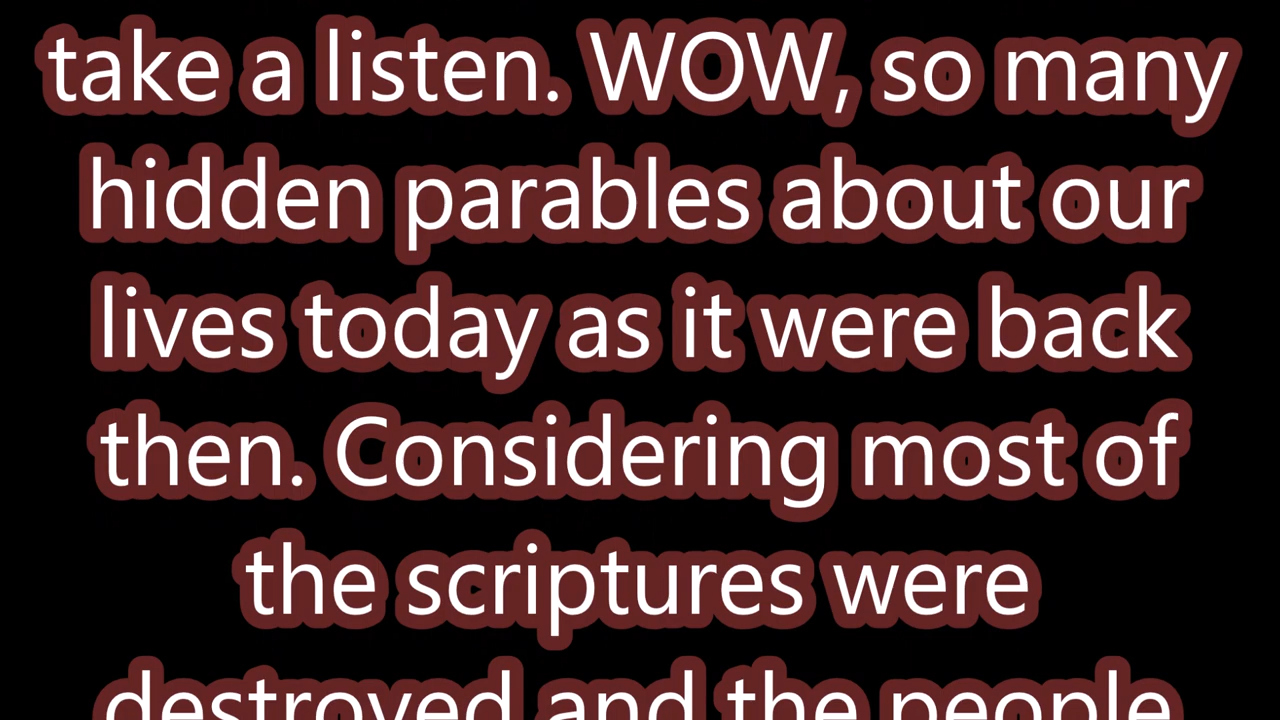 take a listen. WOW, so many
hidden parables about our
lives today as it were back
then. Considering most of
the scriptures were
destroyed and the people